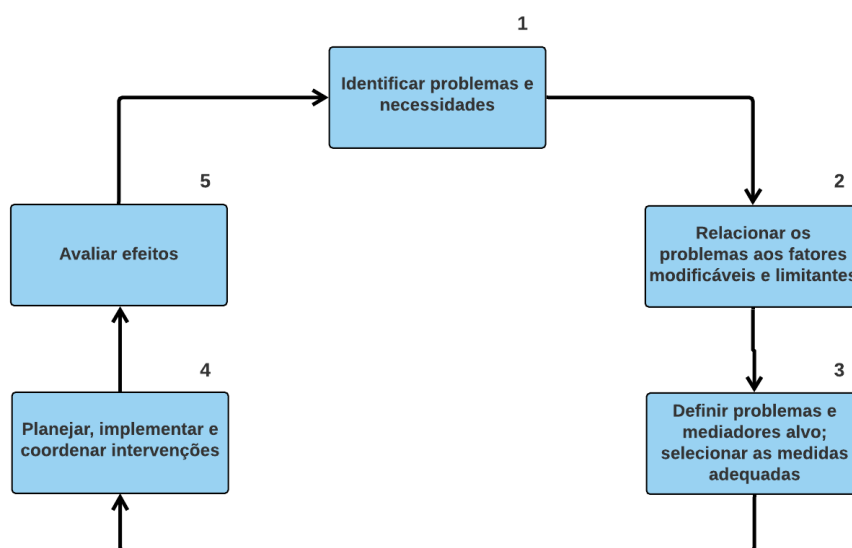 1
Identificar problemas e
necessidades
2
Relacionar os
problemas aos fatores
modificáveis e limitantes
3
Definir problemas e
mediadores alvo;
selecionar as medidas
adequadas
4
Planejar, implementar e
coordenar intervenções
5
Avaliar efeitos